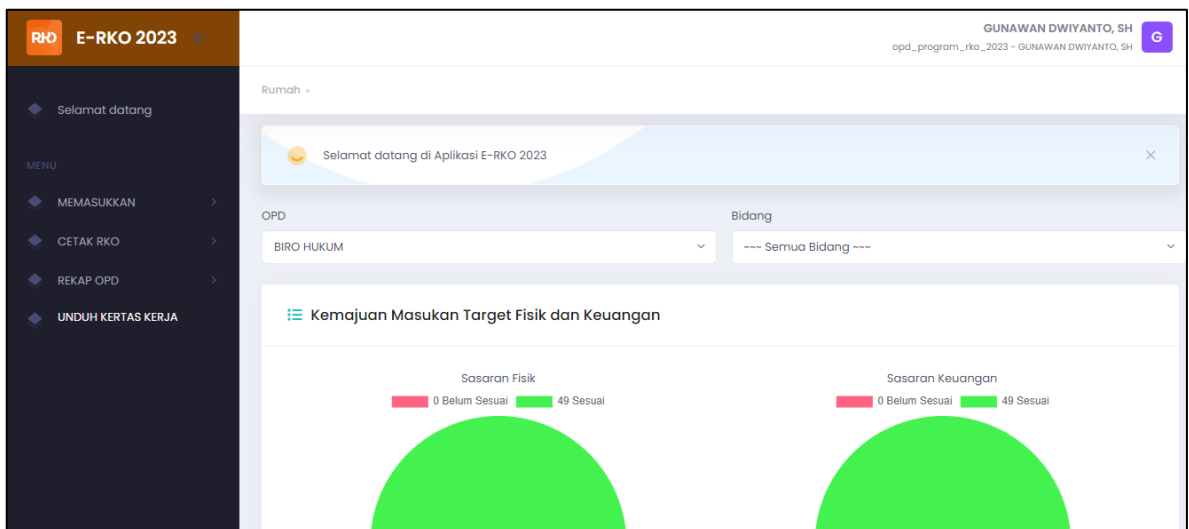 RKO E-RKO 2023
GUNAWAN DWIYANTO, SH
opd_program_rko_2023 - GUNAWAN DWIYANTO, SH
G
Rumah
Selamat datang
Selamat datang di Aplikasi E-RKO 2023
MENU
MEMASUKKAN
CETAK RKO
REKAP OPD
UNDUH KERTAS KERJA
OPD
BIRO HUKUM
Bidang
~~~ Semua Bidang ~~~
Kemajuan Masukan Target Fisik dan Keuangan
Sasaran Fisik
0 Belum Sesuai 49 Sesuai
Sasaran Keuangan
0 Belum Sesuai 49 Sesuai